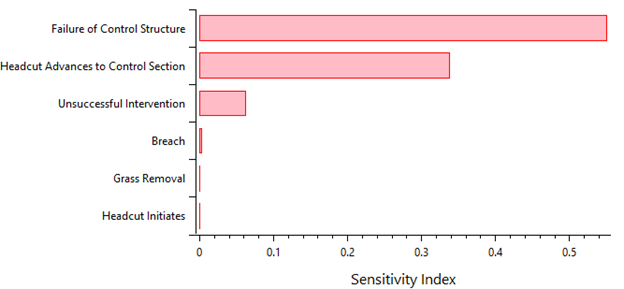 Failure of Control Structure
Headcut Advances to Control Section
Unsuccessful Intervention
Breach
Grass Removal
Headcut Initiates
0 0.1 0.2 0.3 0.4 0.5
Sensitivity Index